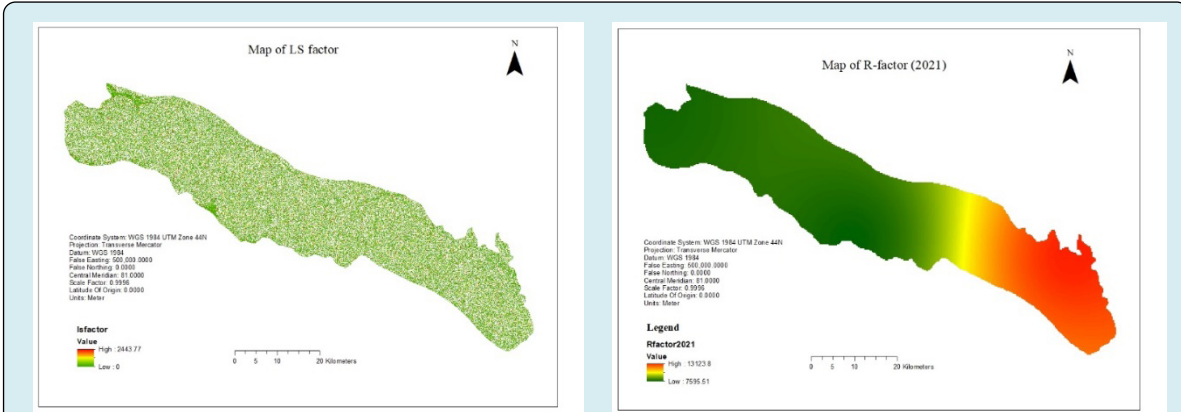 Map of LS factor
N
Coordinate System: WGS 1984 UTM Zone 44N
Projection: Transverse Mercator
Datum: WGS 1984
False Easting: 500,000.0000
False Northing: 0.0000
Central Meridian: 81.0000
Scale Factor: 0.9996
Latitude Of Origin: 0.0000
Units: Meter
lsfactor
Value
High : 2443.77
Low : 0
0 5 10 20 Kilometers
Map of R-factor (2021)
N
Coordinate System: WGS 1984 UTM Zone 44N
Projection: Transverse Mercator
Datum: WGS 1984
False Easting: 500,000.0000
False Northing: 0.0000
Central Meridian: 81.0000
Scale Factor: 0.9996
Latitude Of Origin: 0.0000
Units: Meter
Legend
Rfactor2021
Value
High : 13123.8
Low : 7595.51
0 5 10 20 Kilometers